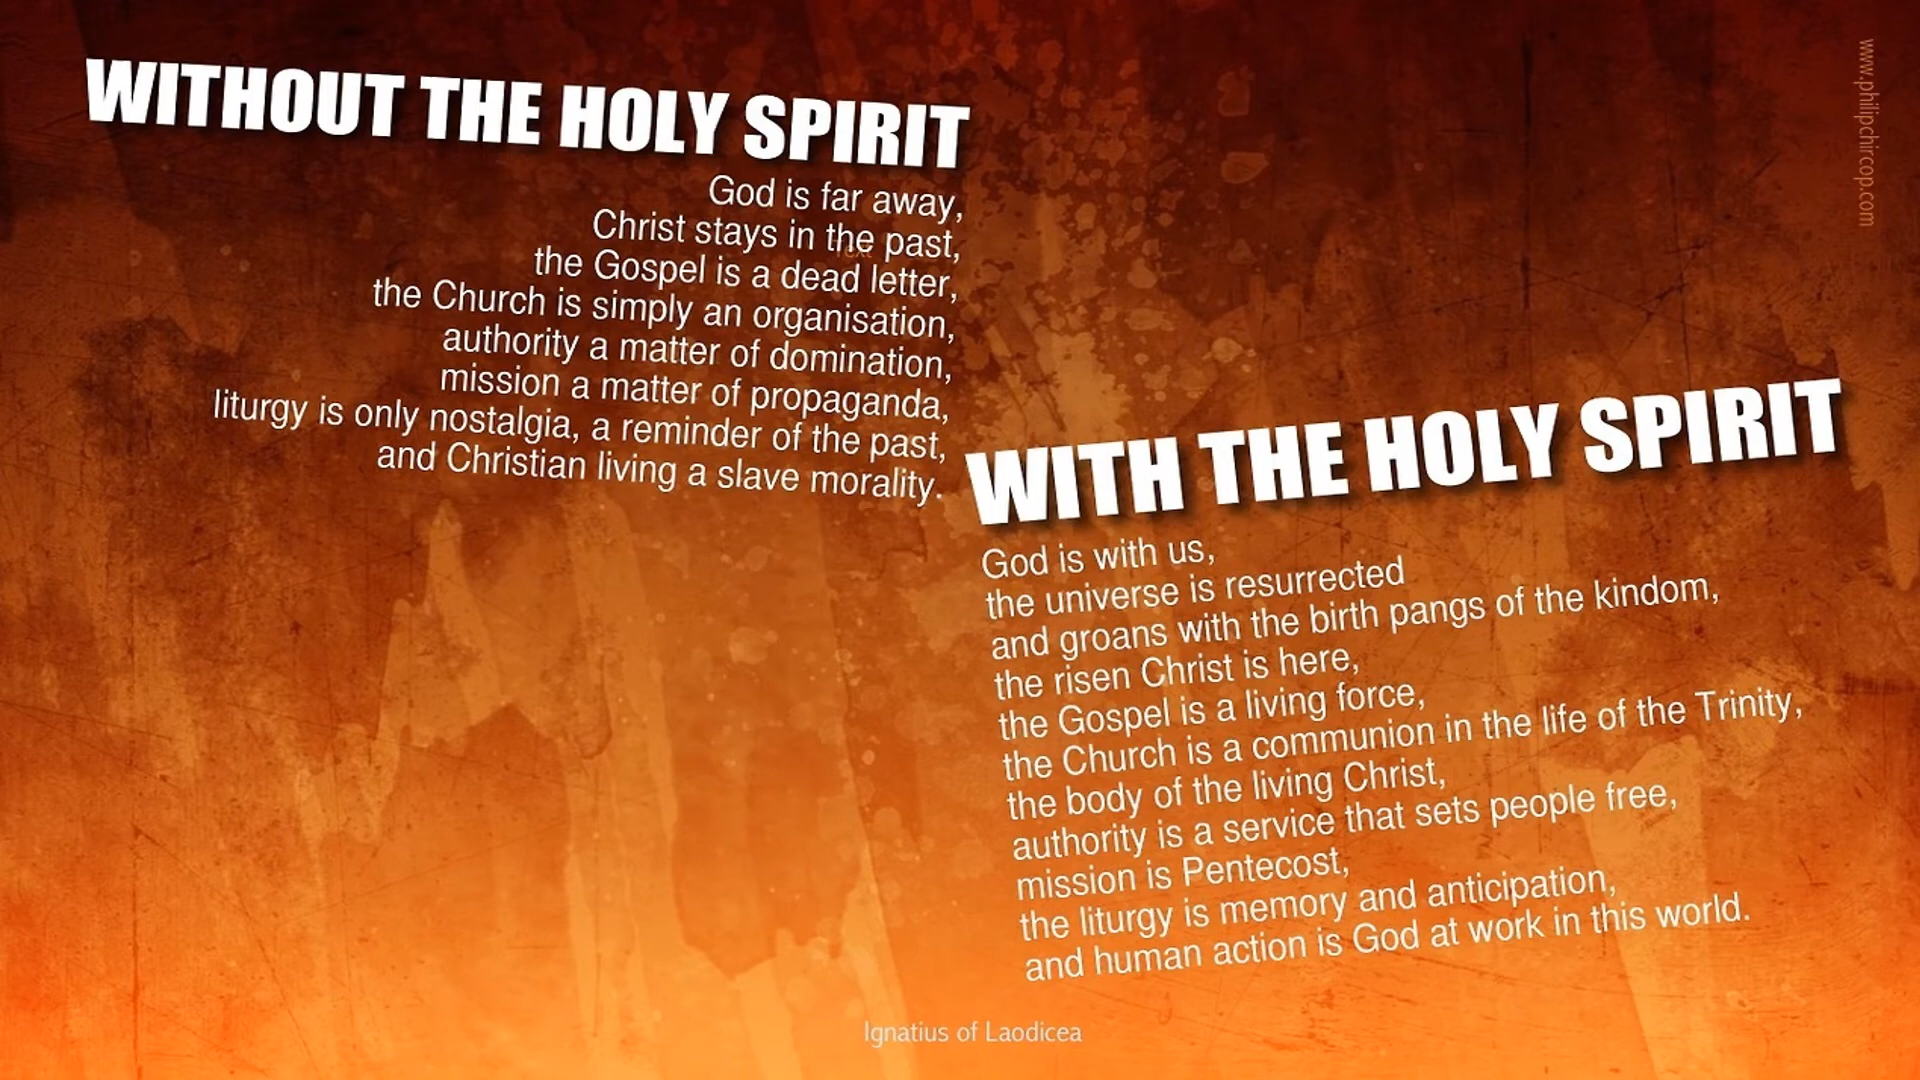 WITHOUT THE HOLY SPIRIT
God is far away,
Christ stays in the past,
the Gospel is a dead letter,
the Church is simply an organisation,
authority a matter of domination,
mission a matter of propaganda,
liturgy is only nostalgia, a reminder of the past,
and Christian living a slave morality.
WITH THE HOLY SPIRIT
God is with us,
the universe is resurrected
and groans with the birth pangs of the kindom,
the risen Christ is here,
the Gospel is a living force,
the Church is a communion in the life of the Trinity,
the body of the living Christ,
authority is a service that sets people free,
mission is Pentecost,
the liturgy is memory and anticipation,
and human action is God at work in this world.
Ignatius of Laodicea
www.philipchircop.com